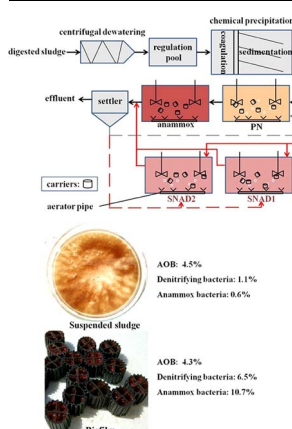 chemical precipitation
centrifugal dewatering
digested sludge
regulation
pool
coagulation
sedimentation
effluent
settler
anammox
PN
carriers:
SNAD2
SNAD1
aerator pipe
AOB: 4.5%
Denitrifying bacteria: 1.1%
Anammox bacteria: 0.6%
Suspended sludge
AOB: 4.3%
Denitrifying bacteria: 6.5%
Anammox bacteria: 10.7%